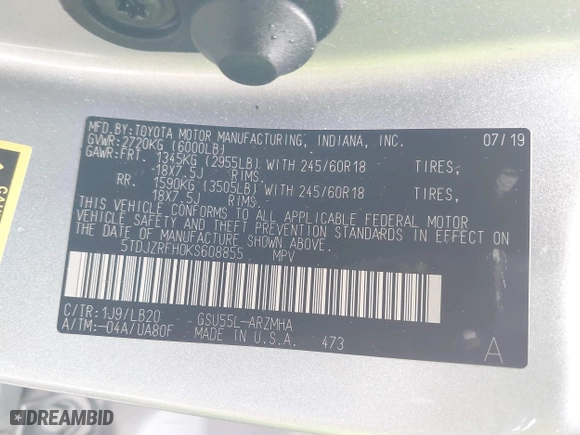 MFD.BY:TOYOTA MOTOR MANUFACTURING, INDIANA, INC. 07/19
GVWR:2720KG (6000LB)
GAWR:FRT. 1345KG (2955LB) WITH 245/60R18 TIRES,
18X7.5J RIMS.
RR. 1590KG (3505LB) WITH 245/60R18 TIRES,
18X7.5J RIMS.
THIS VEHICLE CONFORMS TO ALL APPLICABLE FEDERAL MOTOR
VEHICLE SAFETY AND THEFT PREVENTION STANDARDS IN EFFECT
ON THE DATE OF MANUFACTURE SHOWN ABOVE.
5TDJZRFH0KS608855 MPV
C/TR:1J9/LB20 GSU55L-ARZMHA
A/TM:-04A/UA80F MADE IN U.S.A. 473 A
DREAMBID